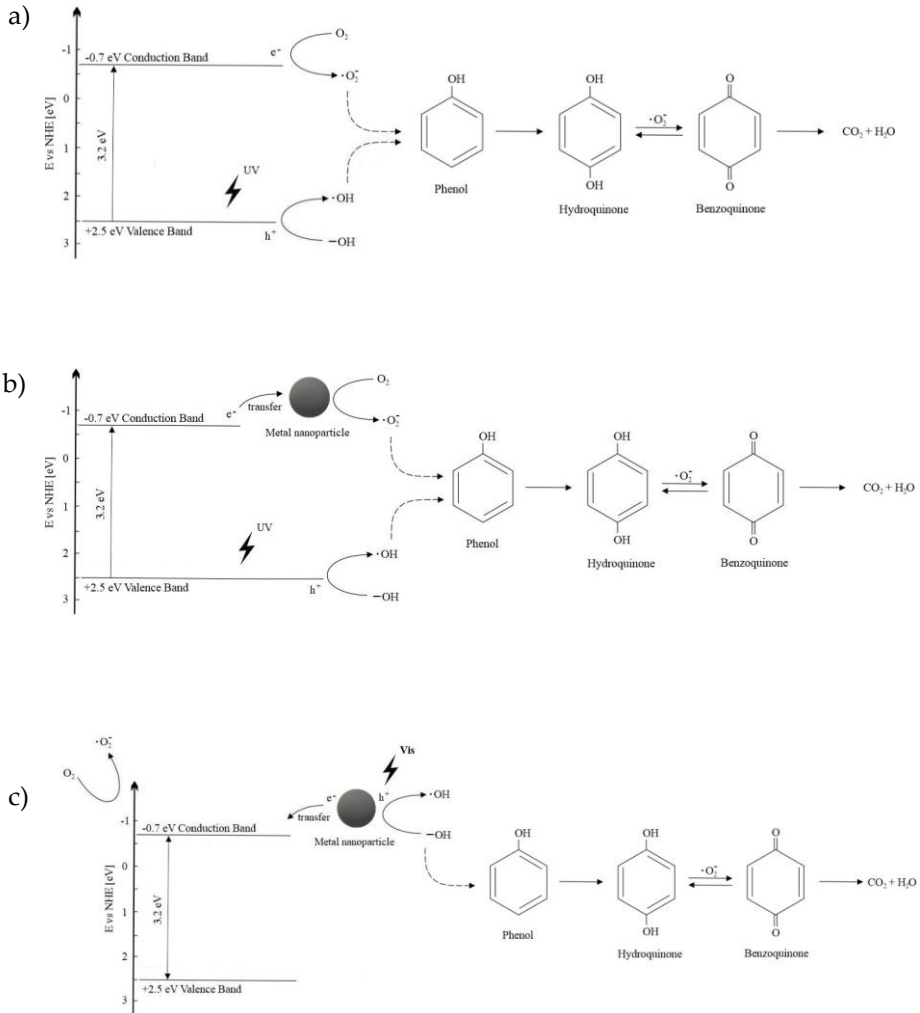 a)
E vs NHE [eV]
-1
0
1
2
3
-0.7 eV Conduction Band
3.2 eV
+2.5 eV Valence Band
UV
e⁻
O₂
·O₂⁻
·OH
h⁺
−OH
OH
Phenol
OH
OH
Hydroquinone
·O₂⁻
O
O
Benzoquinone
CO₂ + H₂O
b)
E vs NHE [eV]
-1
0
1
2
3
-0.7 eV Conduction Band
3.2 eV
+2.5 eV Valence Band
UV
e⁻
transfer
Metal nanoparticle
O₂
·O₂⁻
·OH
h⁺
−OH
OH
Phenol
OH
OH
Hydroquinone
·O₂⁻
O
O
Benzoquinone
CO₂ + H₂O
c)
·O₂⁻
O₂
E vs NHE [eV]
-1
0
1
2
3
-0.7 eV Conduction Band
3.2 eV
+2.5 eV Valence Band
Vis
e⁻
h⁺
transfer
Metal nanoparticle
·OH
−OH
OH
Phenol
OH
OH
Hydroquinone
·O₂⁻
O
O
Benzoquinone
CO₂ + H₂O